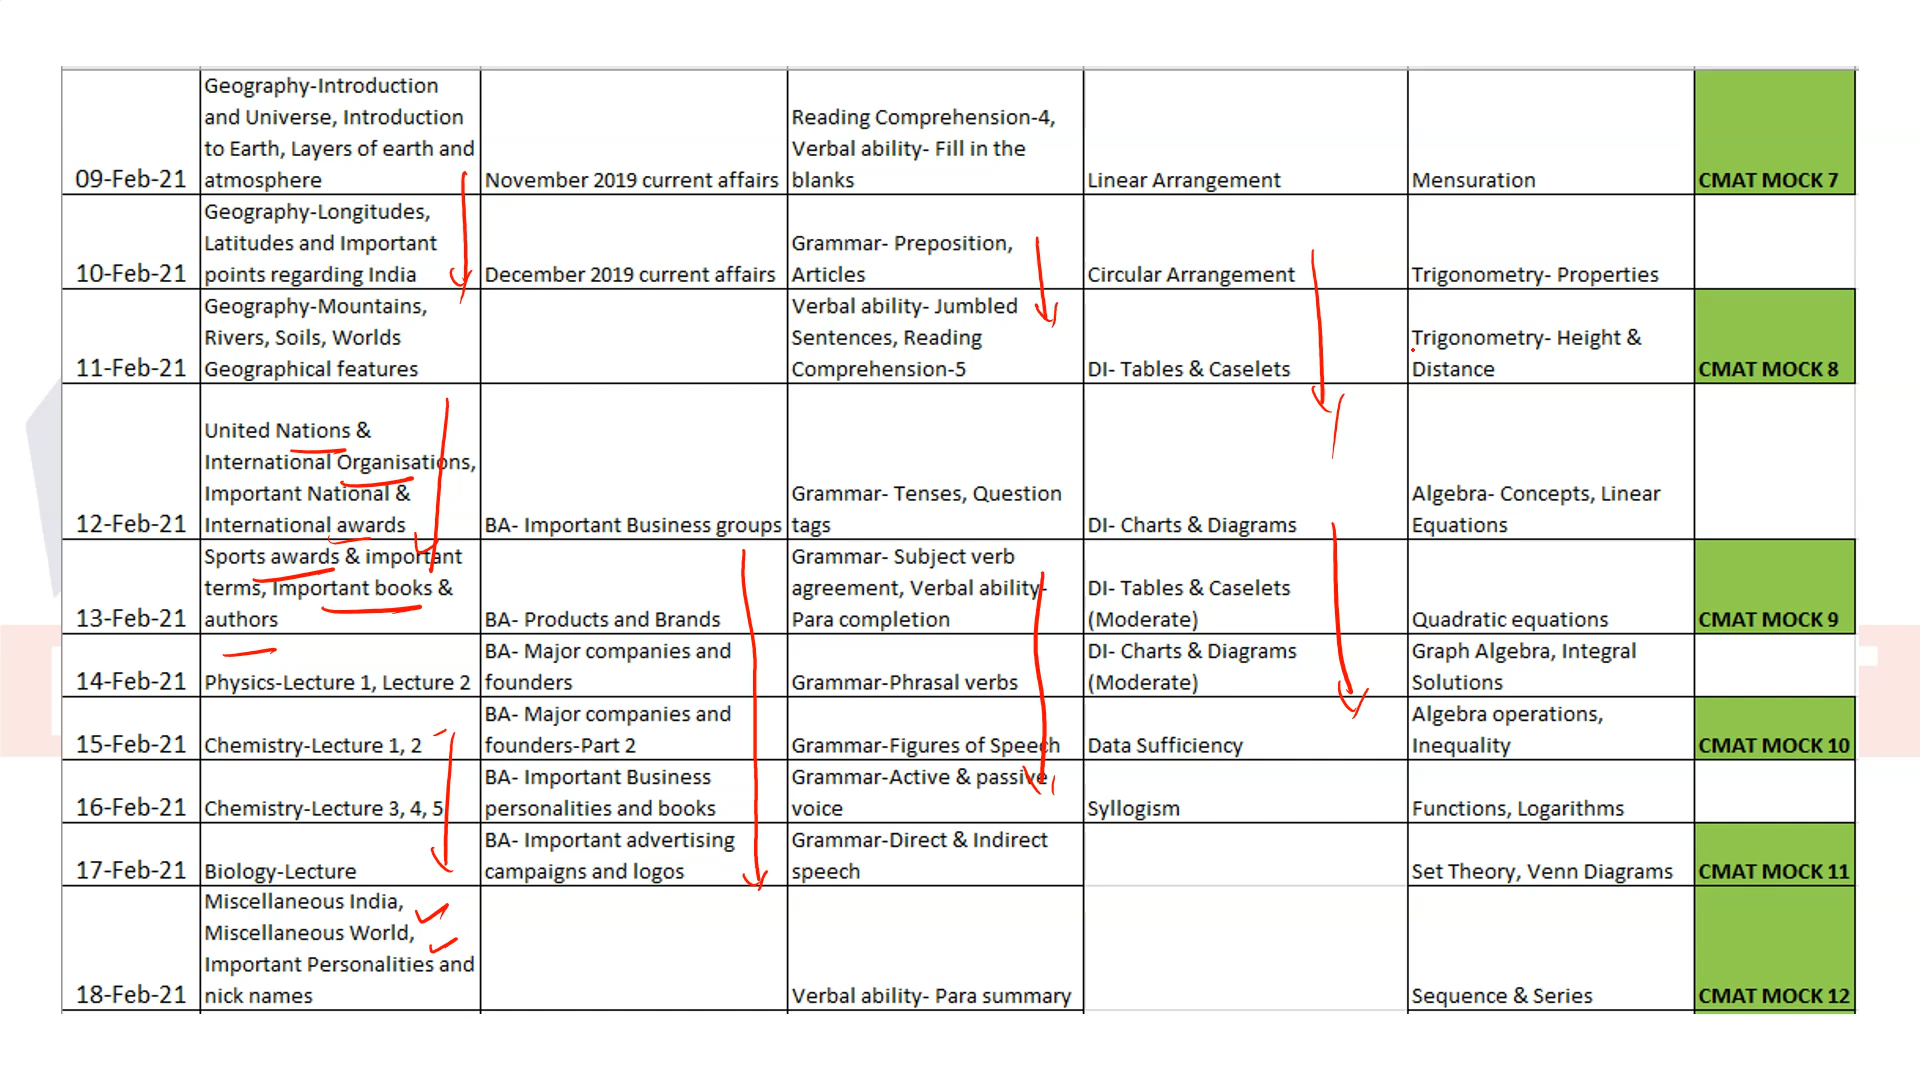 09-Feb-21
Geography-Introduction
and Universe, Introduction
to Earth, Layers of earth and
atmosphere
November 2019 current affairs
Reading Comprehension-4,
Verbal ability- Fill in the
blanks
Linear Arrangement
Mensuration
CMAT MOCK 7
10-Feb-21
Geography-Longitudes,
Latitudes and Important
points regarding India
December 2019 current affairs
Grammar- Preposition,
Articles
Circular Arrangement
Trigonometry- Properties
11-Feb-21
Geography-Mountains,
Rivers, Soils, Worlds
Geographical features
Verbal ability- Jumbled
Sentences, Reading
Comprehension-5
DI- Tables & Caselets
Trigonometry- Height &
Distance
CMAT MOCK 8
12-Feb-21
United Nations &
International Organisations,
Important National &
International awards
BA- Important Business groups
Grammar- Tenses, Question
tags
DI- Charts & Diagrams
Algebra- Concepts, Linear
Equations
13-Feb-21
Sports awards & important
terms, Important books &
authors
BA- Products and Brands
Grammar- Subject verb
agreement, Verbal ability-
Para completion
DI- Tables & Caselets
(Moderate)
Quadratic equations
CMAT MOCK 9
14-Feb-21
Physics-Lecture 1, Lecture 2
BA- Major companies and
founders
Grammar-Phrasal verbs
DI- Charts & Diagrams
(Moderate)
Graph Algebra, Integral
Solutions
15-Feb-21
Chemistry-Lecture 1, 2
BA- Major companies and
founders-Part 2
Grammar-Figures of Speech
Data Sufficiency
Algebra operations,
Inequality
CMAT MOCK 10
16-Feb-21
Chemistry-Lecture 3, 4, 5
BA- Important Business
personalities and books
Grammar-Active & passive
voice
Syllogism
Functions, Logarithms
17-Feb-21
Biology-Lecture
BA- Important advertising
campaigns and logos
Grammar-Direct & Indirect
speech
Set Theory, Venn Diagrams
CMAT MOCK 11
18-Feb-21
Miscellaneous India,
Miscellaneous World,
Important Personalities and
nick names
Verbal ability- Para summary
Sequence & Series
CMAT MOCK 12